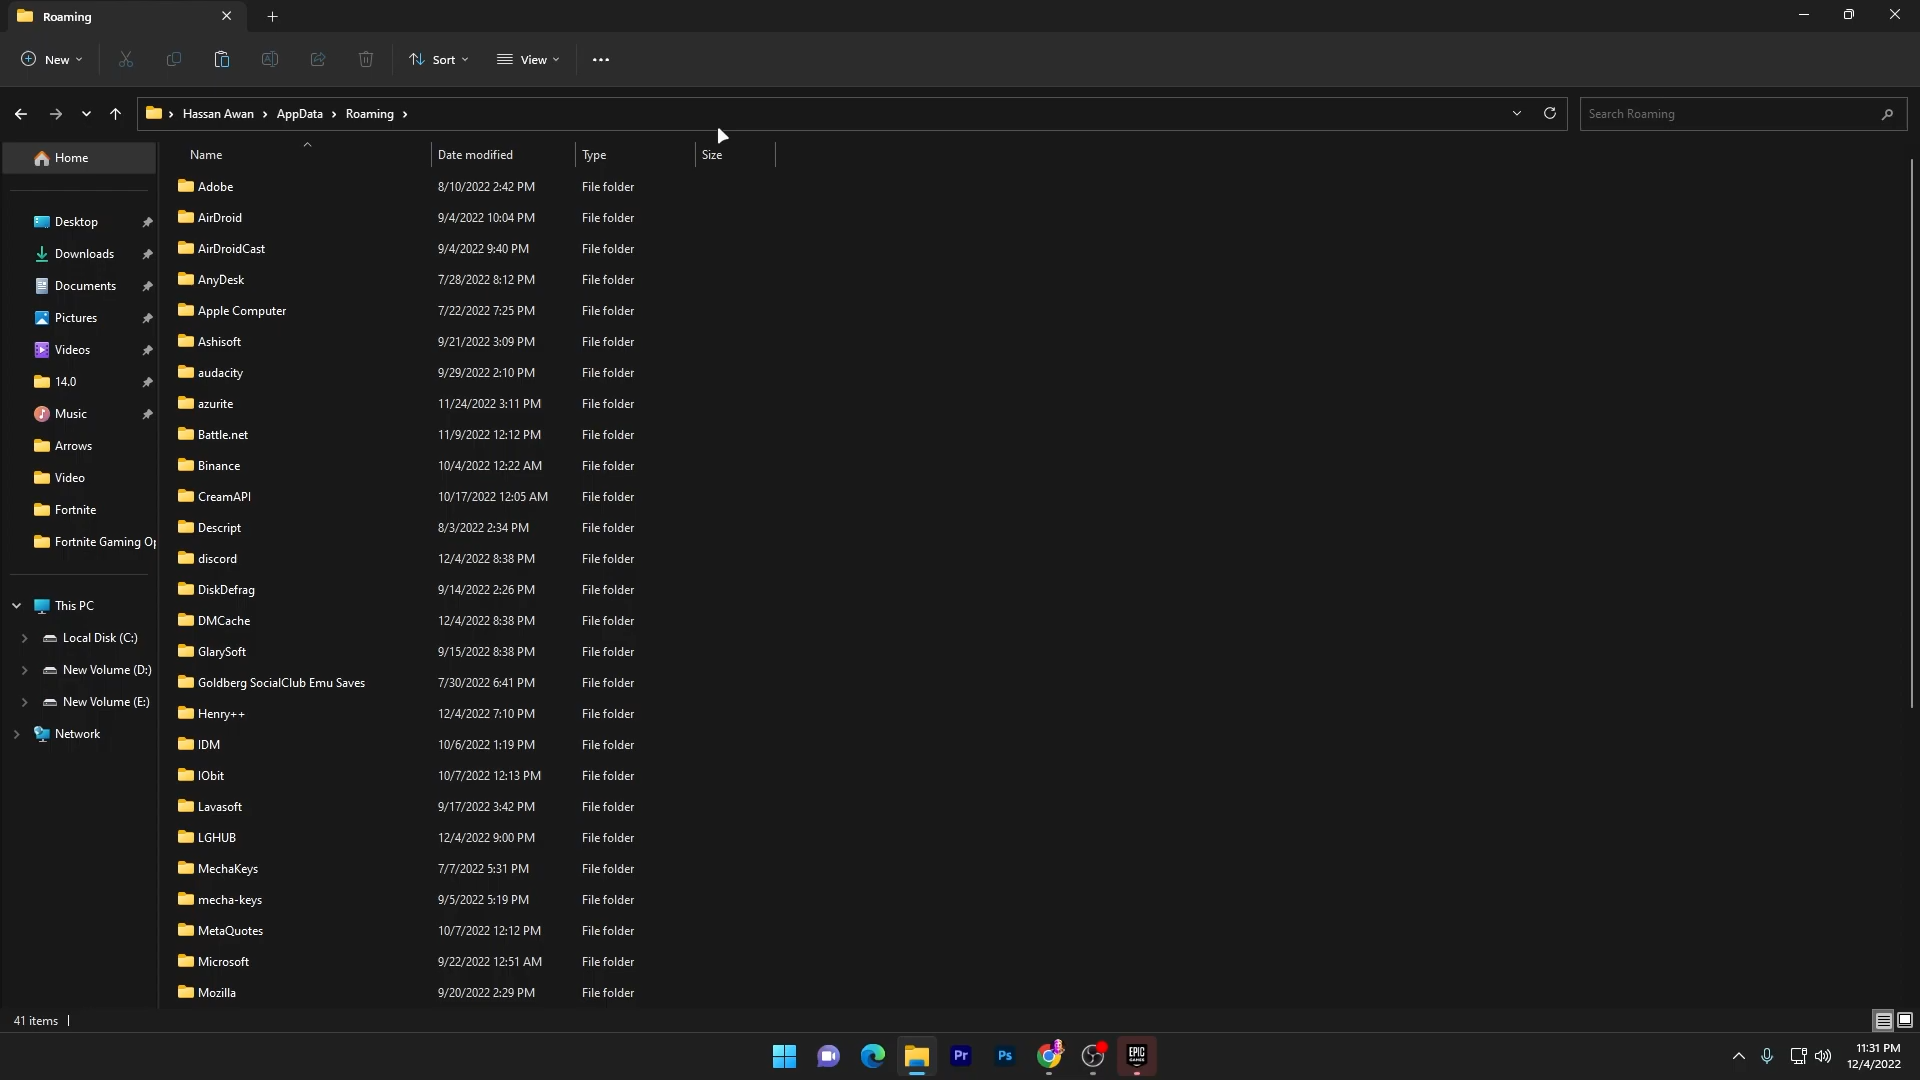 Roaming
New
Sort
View
Hassan Awan > AppData > Roaming >
Search Roaming
Home
Desktop
Downloads
Documents
Pictures
Videos
14.0
Music
Arrows
Video
Fortnite
Fortnite Gaming Op
This PC
Local Disk (C:)
New Volume (D:)
New Volume (E:)
Network
Name Date modified Type Size
Adobe 8/10/2022 2:42 PM File folder
AirDroid 9/4/2022 10:04 PM File folder
AirDroidCast 9/4/2022 9:40 PM File folder
AnyDesk 7/28/2022 8:12 PM File folder
Apple Computer 7/22/2022 7:25 PM File folder
Ashisoft 9/21/2022 3:09 PM File folder
audacity 9/29/2022 2:10 PM File folder
azurite 11/24/2022 3:11 PM File folder
Battle.net 11/9/2022 12:12 PM File folder
Binance 10/4/2022 12:22 AM File folder
CreamAPI 10/17/2022 12:05 AM File folder
Descript 8/3/2022 2:34 PM File folder
discord 12/4/2022 8:38 PM File folder
DiskDefrag 9/14/2022 2:26 PM File folder
DMCache 12/4/2022 8:38 PM File folder
GlarySoft 9/15/2022 8:38 PM File folder
Goldberg SocialClub Emu Saves 7/30/2022 6:41 PM File folder
Henry++ 12/4/2022 7:10 PM File folder
IDM 10/6/2022 1:19 PM File folder
IObit 10/7/2022 12:13 PM File folder
Lavasoft 9/17/2022 3:42 PM File folder
LGHUB 12/4/2022 9:00 PM File folder
MechaKeys 7/7/2022 5:31 PM File folder
mecha-keys 9/5/2022 5:19 PM File folder
MetaQuotes 10/7/2022 12:12 PM File folder
Microsoft 9/22/2022 12:51 AM File folder
Mozilla 9/20/2022 2:29 PM File folder
41 items
Pr
Ps
EPIC
GAMES
11:31 PM
12/4/2022